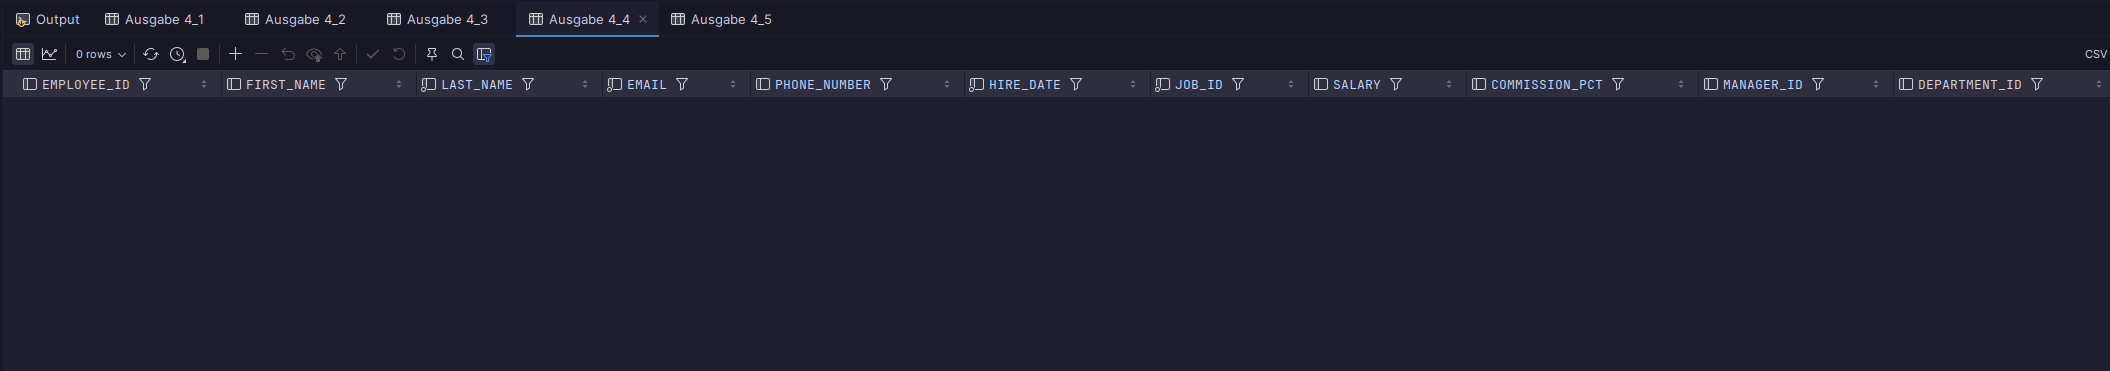 Output Ausgabe 4_1 Ausgabe 4_2 Ausgabe 4_3 Ausgabe 4_4 Ausgabe 4_5
0 rows CSV
EMPLOYEE_ID FIRST_NAME LAST_NAME EMAIL PHONE_NUMBER HIRE_DATE JOB_ID SALARY COMMISSION_PCT MANAGER_ID DEPARTMENT_ID